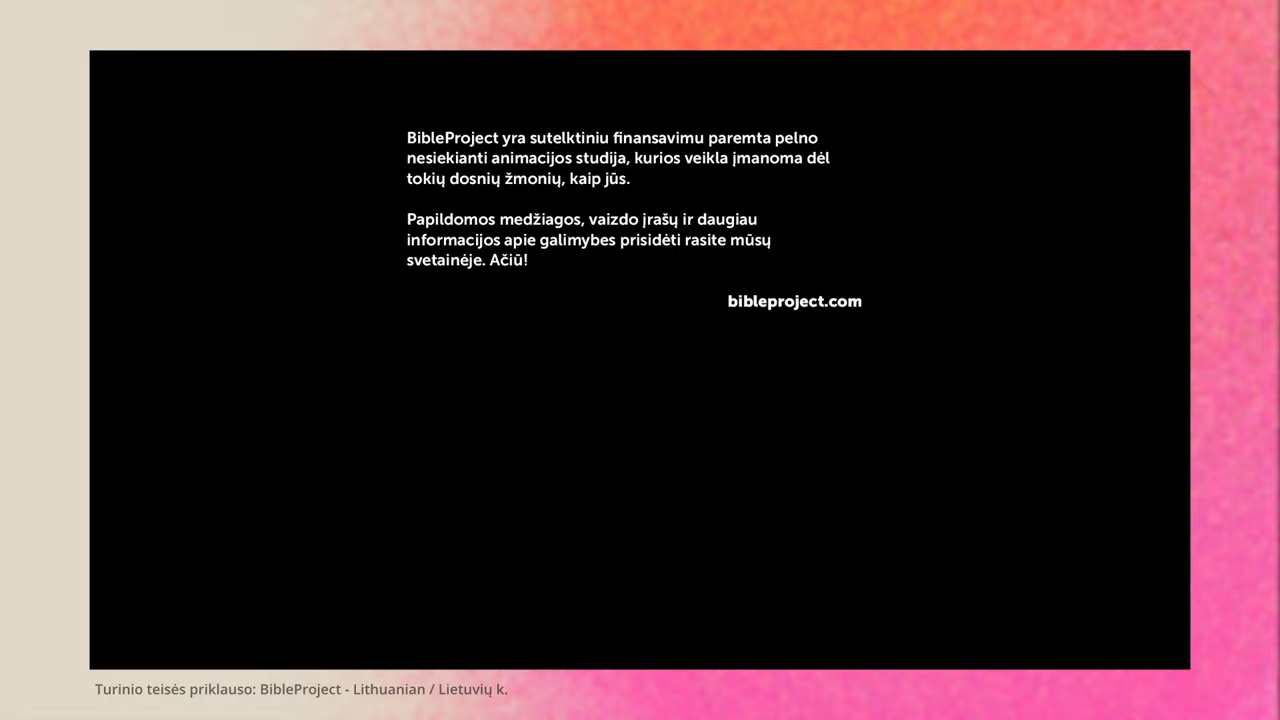 BibleProject yra sutelktiniu finansavimu paremta pelno
nesiekianti animacijos studija, kurios veikla įmanoma dėl
tokių dosnių žmonių, kaip jūs.
Papildomos medžiagos, vaizdo įrašų ir daugiau
informacijos apie galimybes prisidėti rasite mūsų
svetainėje. Ačiū!
bibleproject.com
Turinio teisės priklauso: BibleProject - Lithuanian / Lietuvių k.